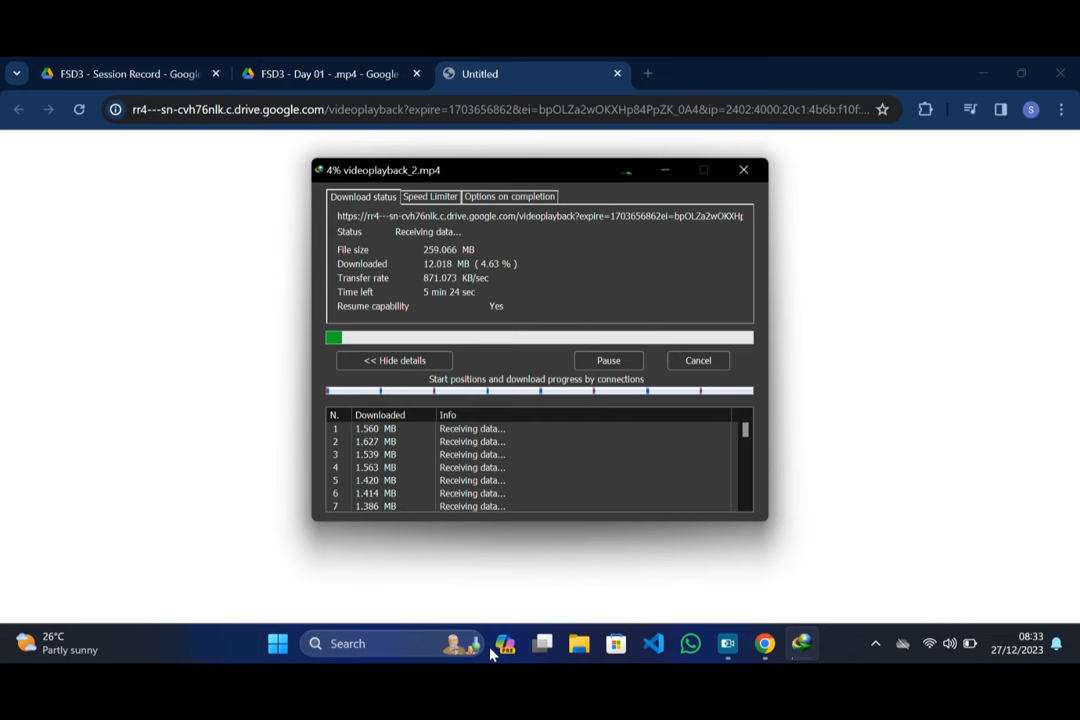 FSD3 - Session Record - Googl
FSD3 - Day 01 - .mp4 - Google
Untitled
rr4---sn-cvh76nlk.c.drive.google.com/videoplayback?expire=1703656862&ei=bpOLZa2wOKXHp84PpZK_0A4&ip=2402:4000:20c1:4b6b:f10f:...
S
4% videoplayback_2.mp4
Download status Speed Limiter Options on completion
https://rr4---sn-cvh76nlk.c.drive.google.com/videoplayback?expire=1703656862ei=bpOLZa2wOKXHp
Status Receiving data...
File size 259.066 MB
Downloaded 12.018 MB ( 4.63 % )
Transfer rate 871.073 KB/sec
Time left 5 min 24 sec
Resume capability Yes
<< Hide details Pause Cancel
Start positions and download progress by connections
N. Downloaded Info
1 1.560 MB Receiving data...
2 1.627 MB Receiving data...
3 1.539 MB Receiving data...
4 1.563 MB Receiving data...
5 1.420 MB Receiving data...
6 1.414 MB Receiving data...
7 1.386 MB Receiving data...
26°C
Partly sunny
Search
PRE
08:33
27/12/2023